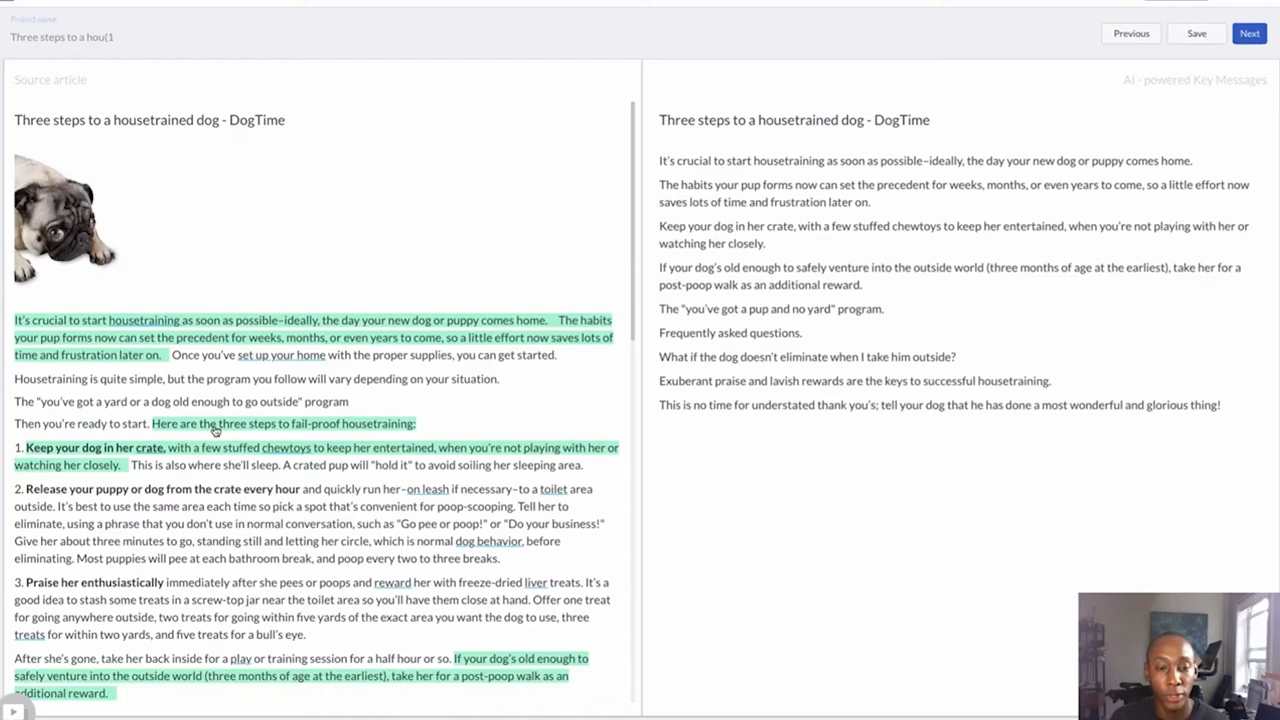 Project name
Three steps to a hou(1
Previous
Save
Next
Source article
AI - powered Key Messages
Three steps to a housetrained dog - DogTime
It's crucial to start housetraining as soon as possible–ideally, the day your new dog or puppy comes home. The habits
your pup forms now can set the precedent for weeks, months, or even years to come, so a little effort now saves lots of
time and frustration later on. Once you've set up your home with the proper supplies, you can get started.
Housetraining is quite simple, but the program you follow will vary depending on your situation.
The "you've got a yard or a dog old enough to go outside" program
Then you're ready to start. Here are the three steps to fail-proof housetraining:
1. Keep your dog in her crate, with a few stuffed chewtoys to keep her entertained, when you're not playing with her or
watching her closely. This is also where she'll sleep. A crated pup will "hold it" to avoid soiling her sleeping area.
2. Release your puppy or dog from the crate every hour and quickly run her–on leash if necessary–to a toilet area
outside. It's best to use the same area each time so pick a spot that's convenient for poop-scooping. Tell her to
eliminate, using a phrase that you don't use in normal conversation, such as "Go pee or poop!" or "Do your business!"
Give her about three minutes to go, standing still and letting her circle, which is normal dog behavior, before
eliminating. Most puppies will pee at each bathroom break, and poop every two to three breaks.
3. Praise her enthusiastically immediately after she pees or poops and reward her with freeze-dried liver treats. It's a
good idea to stash some treats in a screw-top jar near the toilet area so you'll have them close at hand. Offer one treat
for going anywhere outside, two treats for going within five yards of the exact area you want the dog to use, three
treats for within two yards, and five treats for a bull's eye.
After she's gone, take her back inside for a play or training session for a half hour or so. If your dog's old enough to
safely venture into the outside world (three months of age at the earliest), take her for a post-poop walk as an
additional reward.
Three steps to a housetrained dog - DogTime
It's crucial to start housetraining as soon as possible–ideally, the day your new dog or puppy comes home.
The habits your pup forms now can set the precedent for weeks, months, or even years to come, so a little effort now
saves lots of time and frustration later on.
Keep your dog in her crate, with a few stuffed chewtoys to keep her entertained, when you're not playing with her or
watching her closely.
If your dog's old enough to safely venture into the outside world (three months of age at the earliest), take her for a
post-poop walk as an additional reward.
The "you've got a pup and no yard" program.
Frequently asked questions.
What if the dog doesn't eliminate when I take him outside?
Exuberant praise and lavish rewards are the keys to successful housetraining.
This is no time for understated thank you's; tell your dog that he has done a most wonderful and glorious thing!